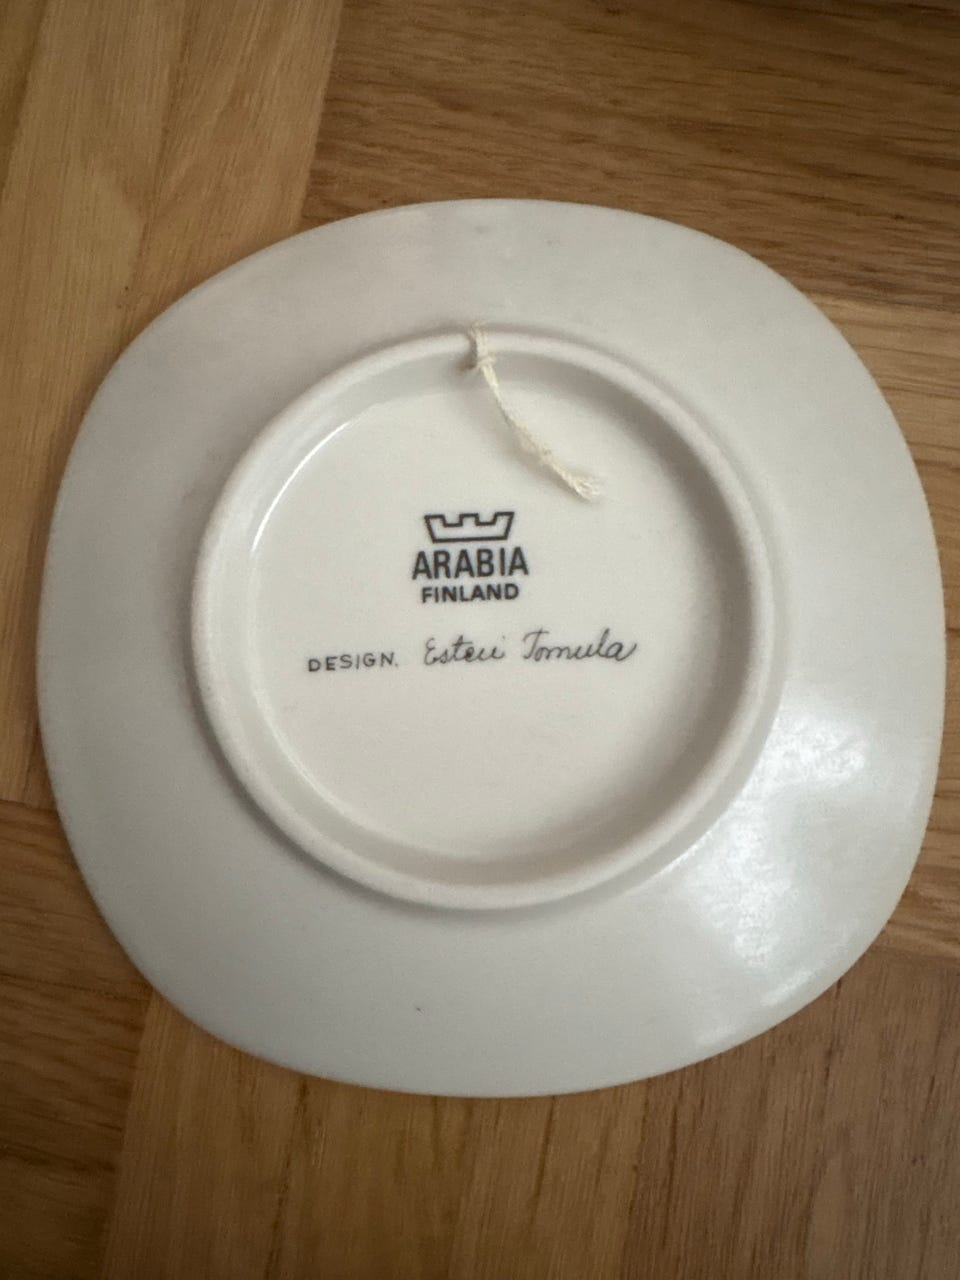 ARABIA
FINLAND
DESIGN. Esteri Tomula